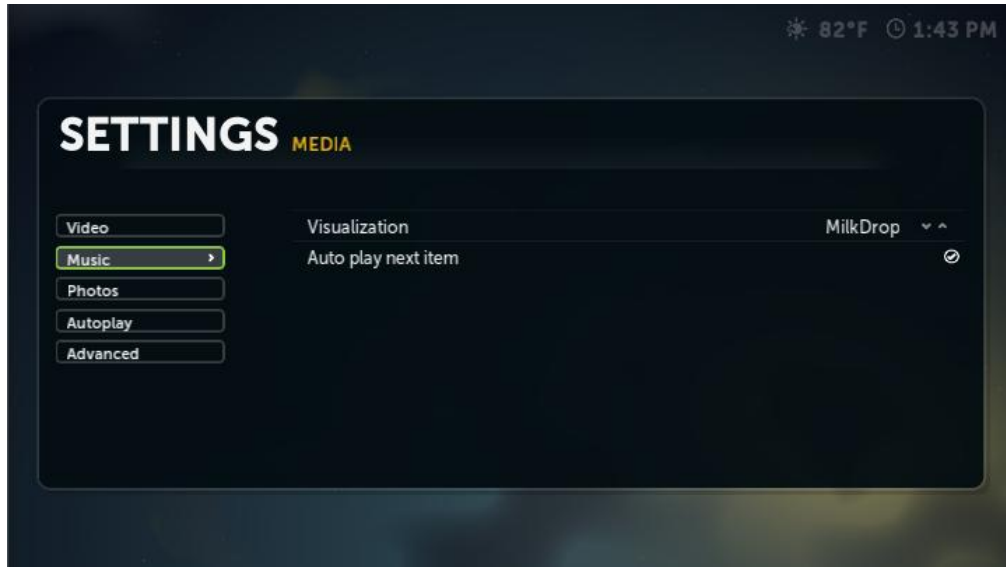 82°F 1:43 PM
SETTINGS MEDIA
Video
Music
Photos
Autoplay
Advanced
Visualization MilkDrop
Auto play next item